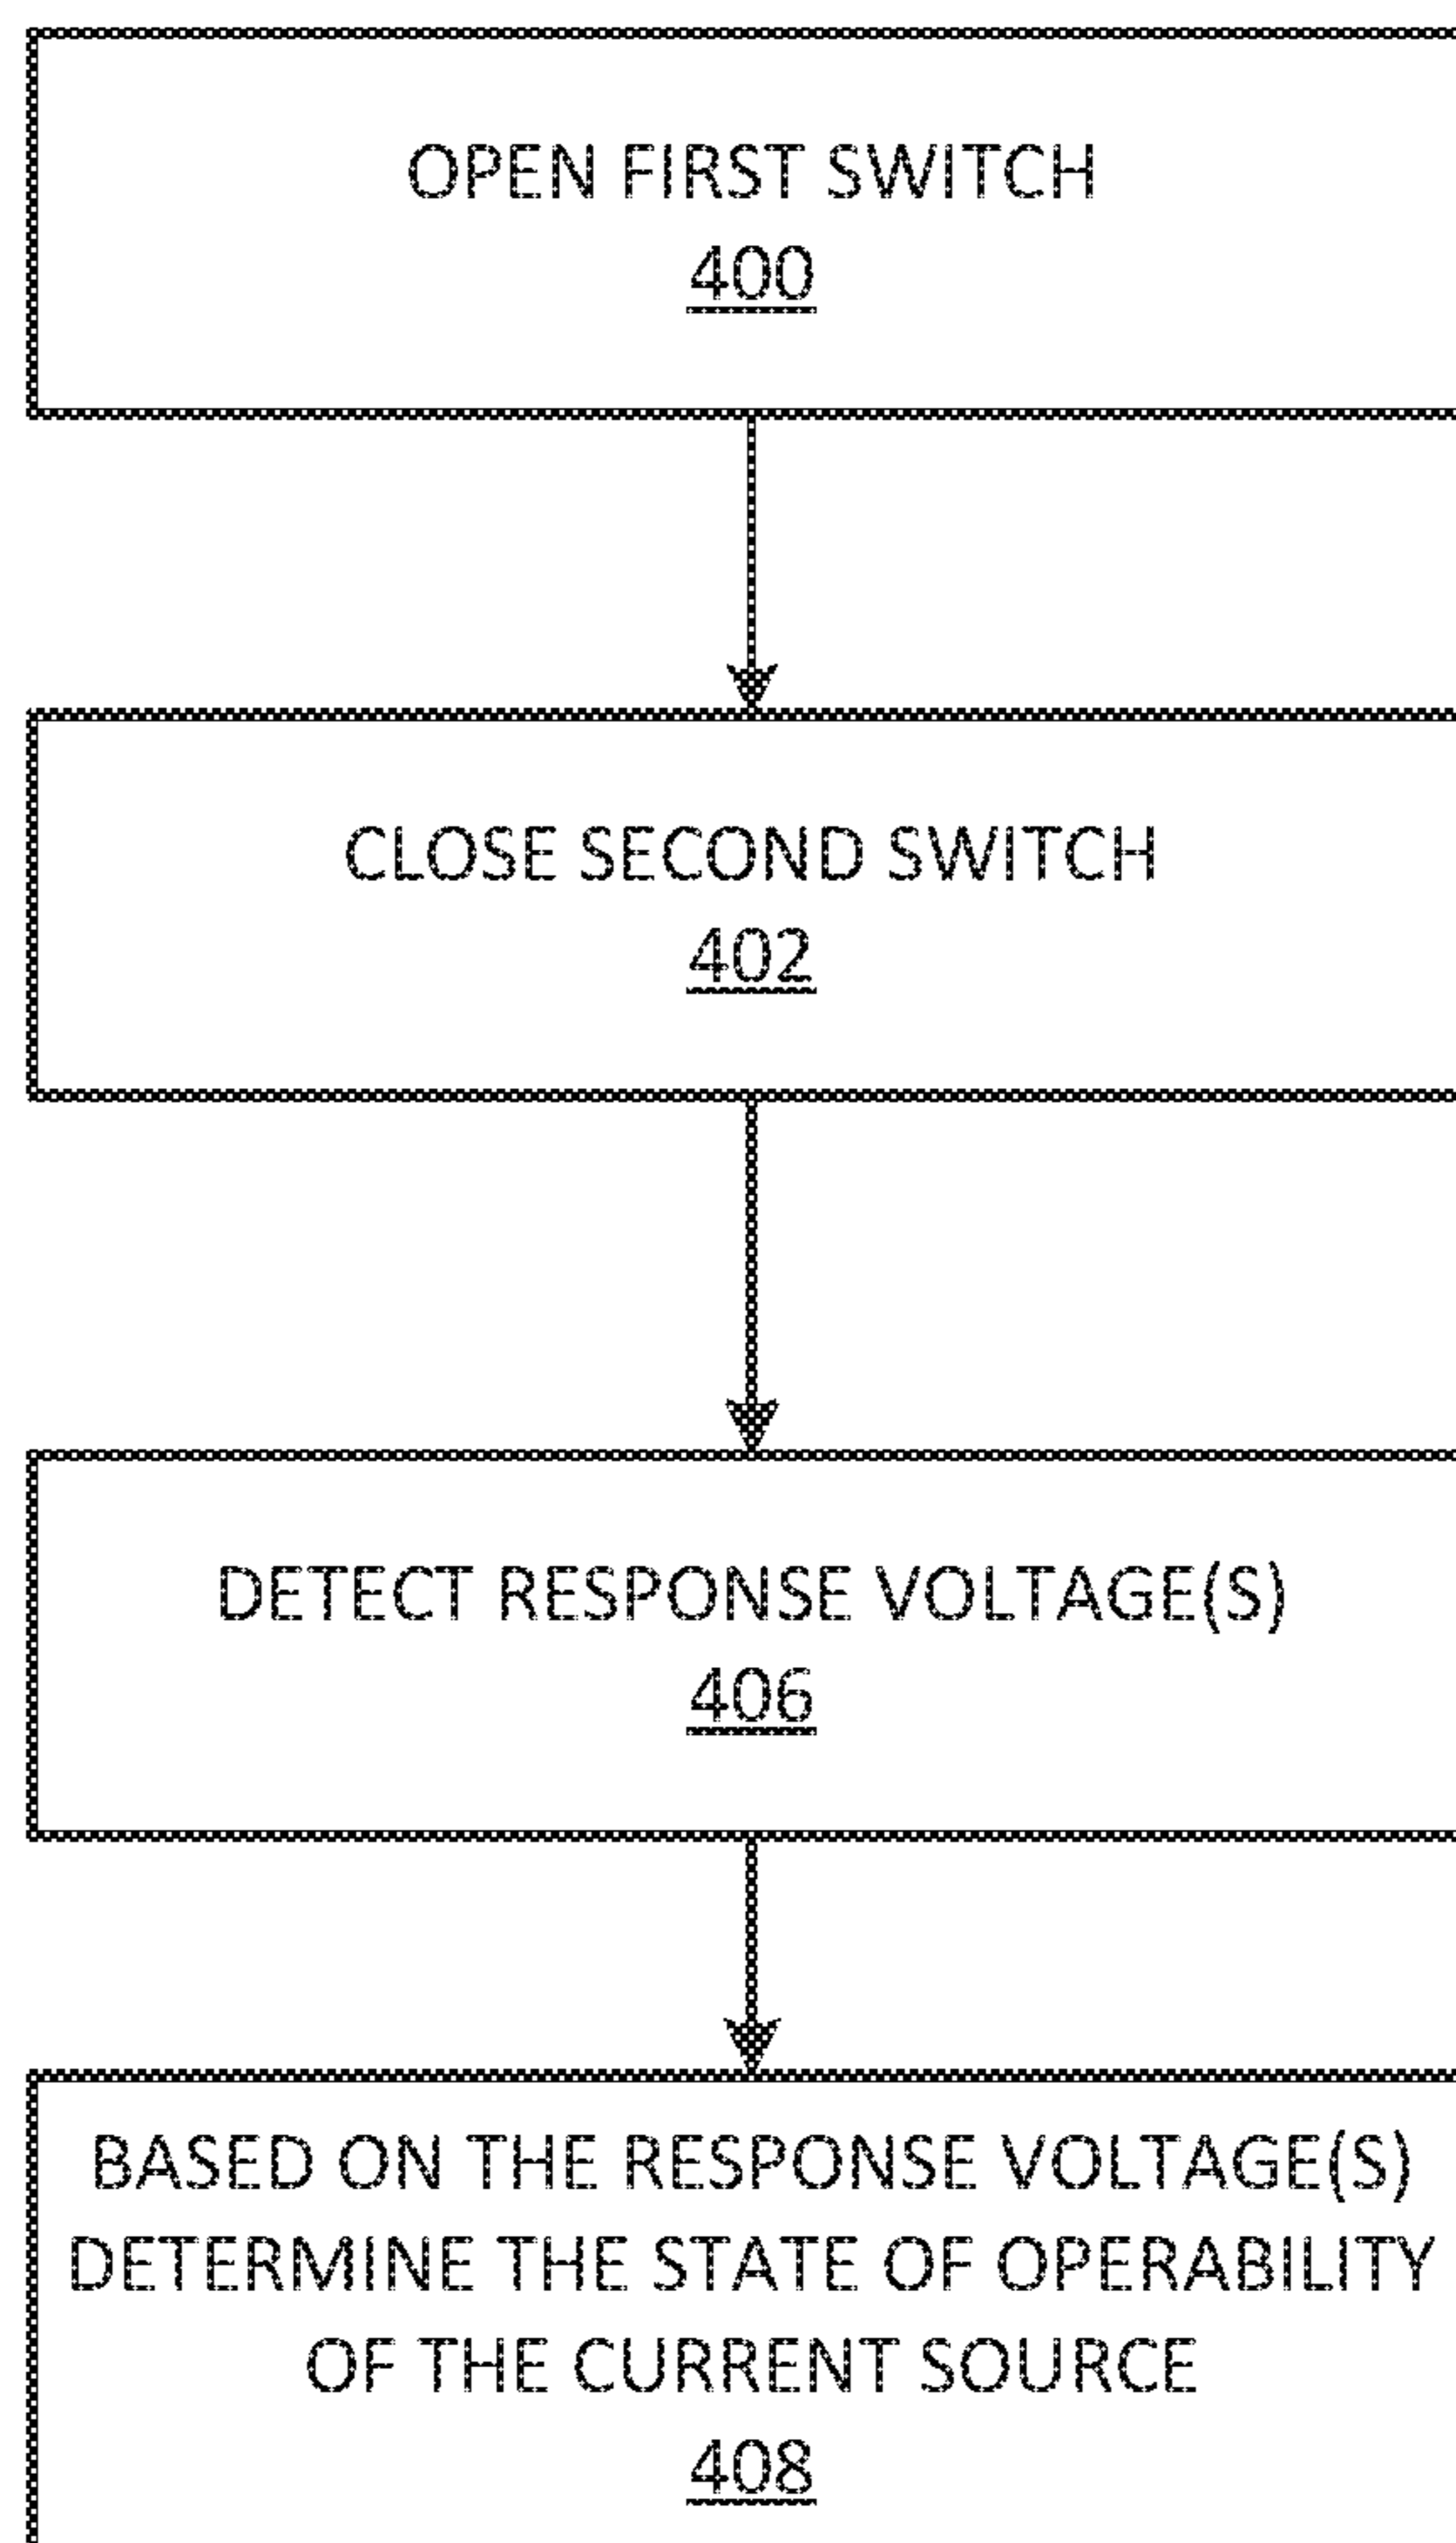 OPEN FIRST SWITCH
400
CLOSE SECOND SWITCH
402
DETECT RESPONSE VOLTAGE(S)
406
BASED ON THE RESPONSE VOLTAGE(S)
DETERMINE THE STATE OF OPERABILITY
OF THE CURRENT SOURCE
408